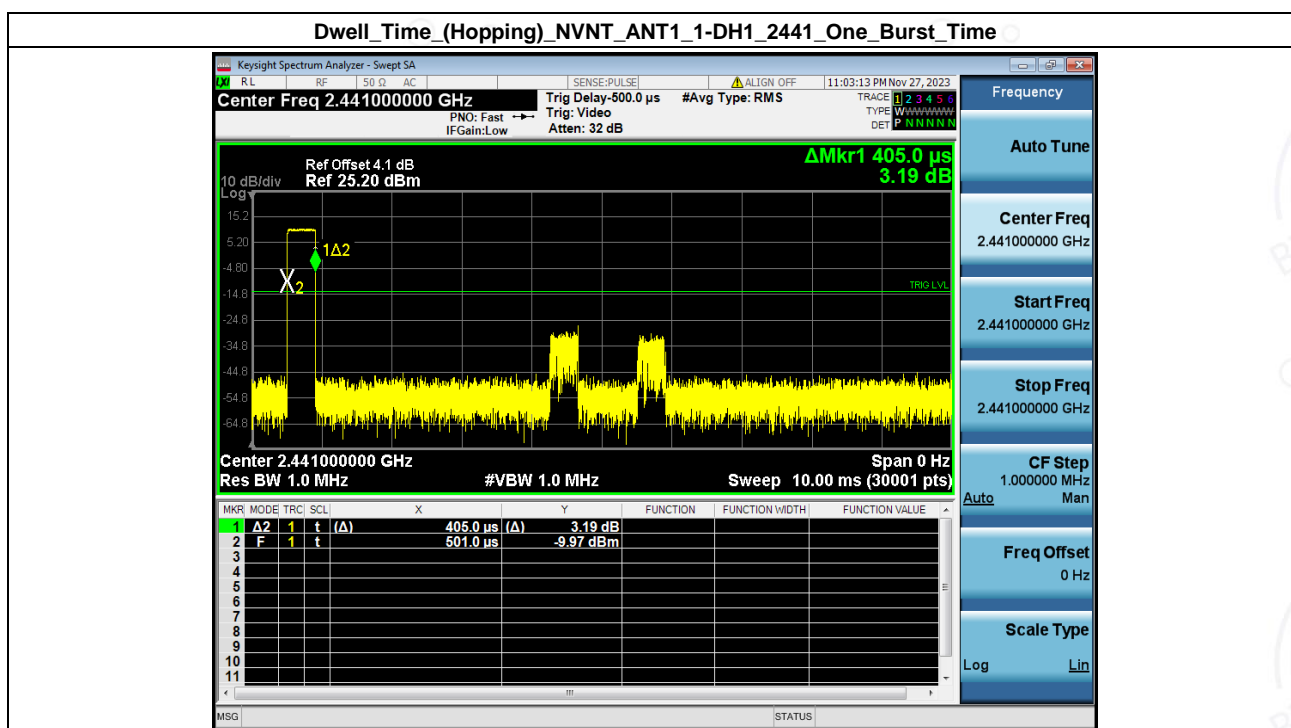 Dwell_Time_(Hopping)_NVNT_ANT1_1-DH1_2441_One_Burst_Time
Keysight Spectrum Analyzer - Swept SA
LXI RL RF 50 Ω AC SENSE:PULSE ALIGN OFF 11:03:13 PM Nov 27, 2023
Center Freq 2.441000000 GHz Trig Delay-500.0 µs #Avg Type: RMS TRACE 1 2 3 4 5 6
PNO: Fast Trig: Video TYPE WWWWWW
IFGain:Low Atten: 32 dB DET P N N N N N
Frequency
Auto Tune
Center Freq
2.441000000 GHz
Start Freq
2.441000000 GHz
Stop Freq
2.441000000 GHz
CF Step
1.000000 MHz
Auto Man
Freq Offset
0 Hz
Scale Type
Log Lin
ΔMkr1 405.0 µs
3.19 dB
Ref Offset 4.1 dB
10 dB/div Ref 25.20 dBm
Log
15.2
5.20
-4.80
-14.8
-24.8
-34.8
-44.8
-54.8
-64.8
1Δ2
X2
TRIG LVL
Center 2.441000000 GHz Span 0 Hz
Res BW 1.0 MHz #VBW 1.0 MHz Sweep 10.00 ms (30001 pts)
MKR MODE TRC SCL X Y FUNCTION FUNCTION WIDTH FUNCTION VALUE
1 Δ2 1 t (Δ) 405.0 µs (Δ) 3.19 dB
2 F 1 t 501.0 µs -9.97 dBm
3
4
5
6
7
8
9
10
11
MSG STATUS